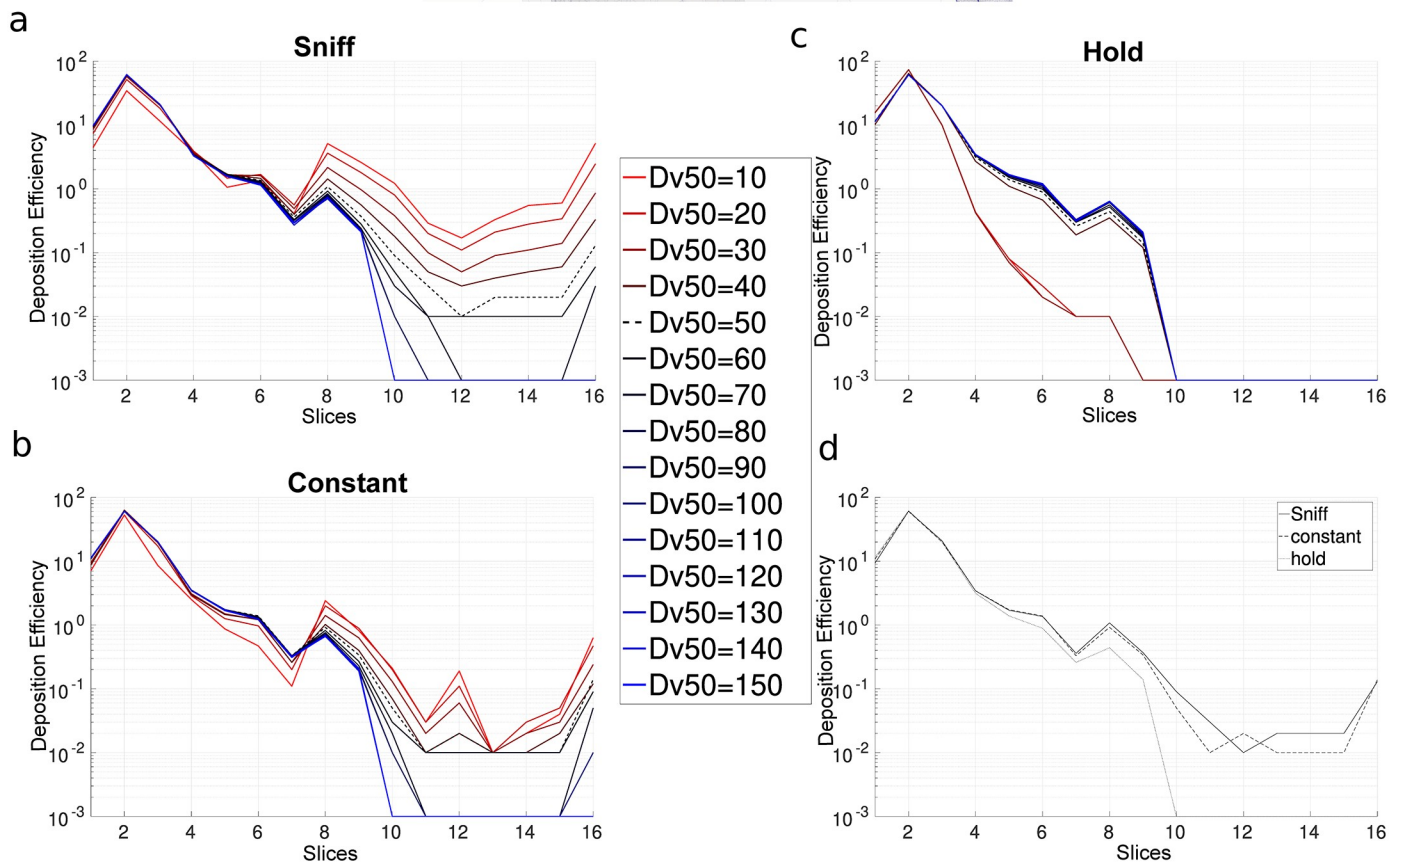 a
Sniff
10^2
10^1
10^0
10^-1
10^-2
10^-3
Deposition Efficiency
2 4 6 8 10 12 14 16
Slices
b
Constant
10^2
10^1
10^0
10^-1
10^-2
10^-3
Deposition Efficiency
2 4 6 8 10 12 14 16
Slices
Dv50=10
Dv50=20
Dv50=30
Dv50=40
Dv50=50
Dv50=60
Dv50=70
Dv50=80
Dv50=90
Dv50=100
Dv50=110
Dv50=120
Dv50=130
Dv50=140
Dv50=150
c
Hold
10^2
10^1
10^0
10^-1
10^-2
10^-3
Deposition Efficiency
2 4 6 8 10 12 14 16
Slices
d
10^2
10^1
10^0
10^-1
10^-2
10^-3
Deposition Efficiency
2 4 6 8 10 12 14 16
Slices
Sniff
constant
hold